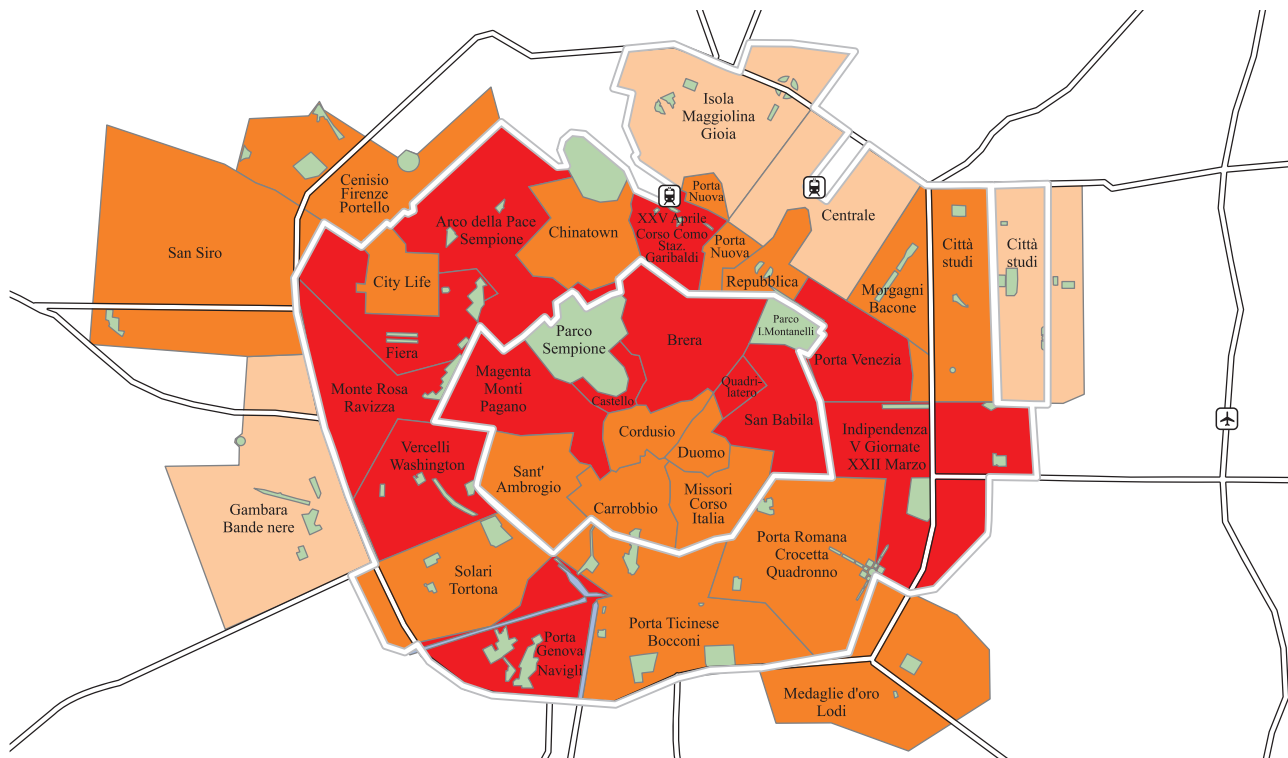 Isola
Maggiolina
Gioia
Cenisio
Firenze
Portello
Porta
Nuova
Arco della Pace
Sempione
Chinatown
XXV Aprile
Corso Como
Staz.
Garibaldi
Centrale
San Siro
Porta
Nuova
Città
studi
Città
studi
City Life
Repubblica
Morgagni
Bacone
Parco
Sempione
Brera
Parco
I.Montanelli
Fiera
Porta Venezia
Magenta
Monti
Pagano
Monte Rosa
Ravizza
Quadri-
latero
Castello
San Babila
Cordusio
Indipendenza
V Giornate
XXII Marzo
Vercelli
Washington
Duomo
Sant'
Ambrogio
Missori
Corso
Italia
Carrobbio
Gambara
Bande nere
Porta Romana
Crocetta
Quadronno
Solari
Tortona
Porta Ticinese
Bocconi
Porta
Genova
Navigli
Medaglie d'oro
Lodi